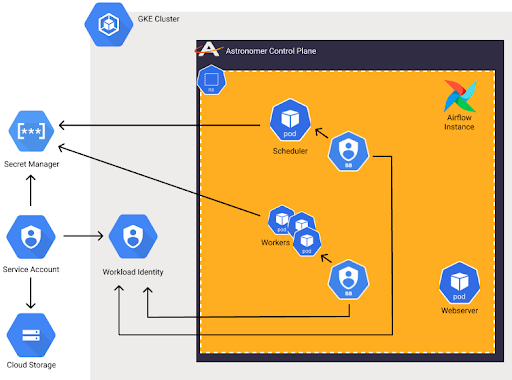 GKE Cluster
Astronomer Control Plane
ns
Airflow
Instance
pod
Scheduler
sa
[***]
Secret Manager
pod
pod
pod
Workers
sa
Service Account
Workload Identity
pod
Webserver
Cloud Storage